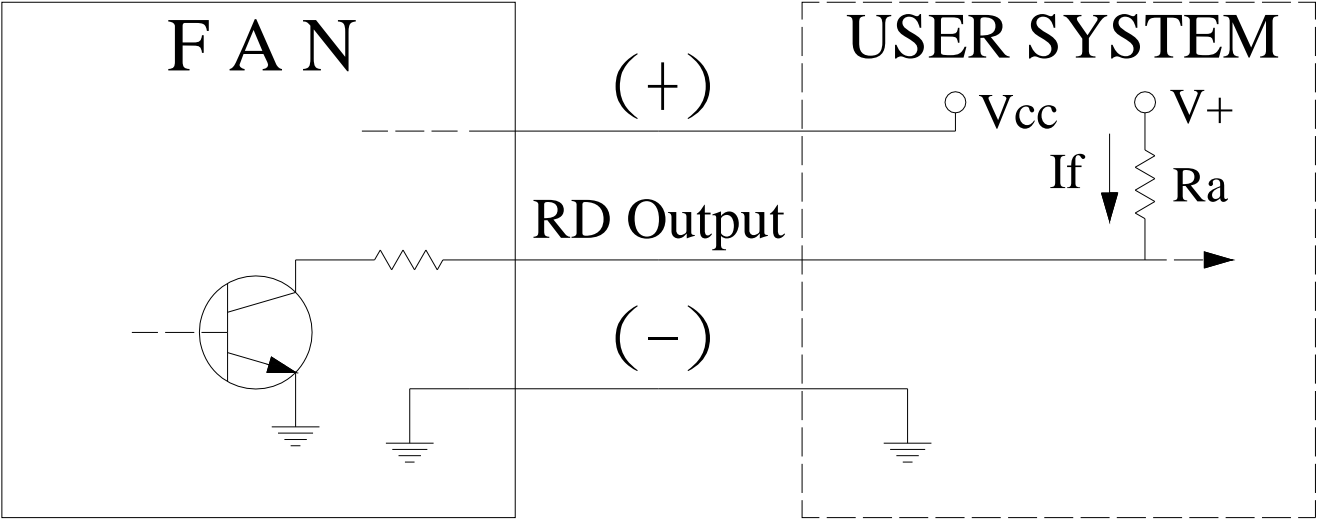 F A N
USER SYSTEM
(+)
Vcc
V+
If
Ra
RD Output
(-)